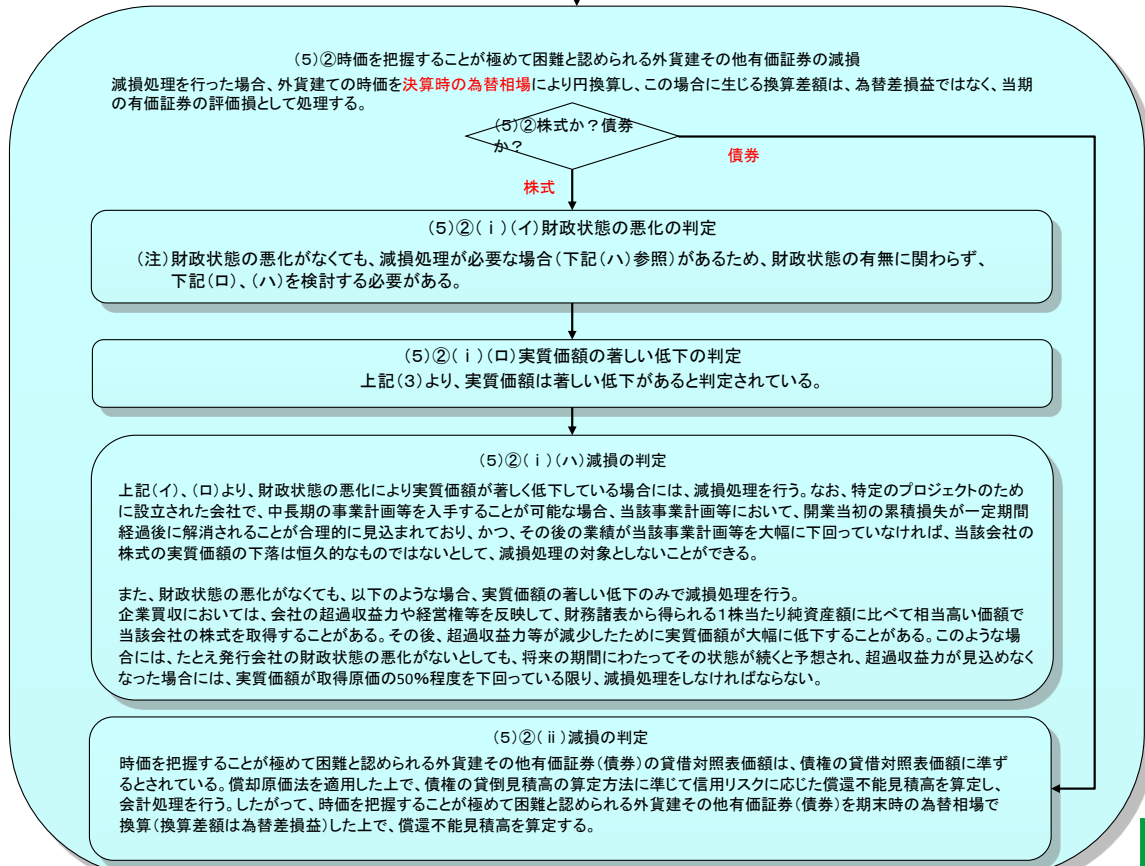 (5)②時価を把握することが極めて困難と認められる外貨建その他有価証券の減損
減損処理を行った場合、外貨建ての時価を決算時の為替相場により円換算し、この場合に生じる換算差額は、為替差損益ではなく、当期
の有価証券の評価損として処理する。
(5)②株式か?債券
か?
債券
株式
(5)②(ⅰ)(イ)財政状態の悪化の判定
(注)財政状態の悪化がなくても、減損処理が必要な場合(下記(ハ)参照)があるため、財政状態の有無に関わらず、
下記(ロ)、(ハ)を検討する必要がある。
(5)②(ⅰ)(ロ)実質価額の著しい低下の判定
上記(3)より、実質価額は著しい低下があると判定されている。
(5)②(ⅰ)(ハ)減損の判定
上記(イ)、(ロ)より、財政状態の悪化により実質価額が著しく低下している場合には、減損処理を行う。なお、特定のプロジェクトのため
に設立された会社で、中長期の事業計画等を入手することが可能な場合、当該事業計画等において、開業当初の累積損失が一定期間
経過後に解消されることが合理的に見込まれており、かつ、その後の業績が当該事業計画等を大幅に下回っていなければ、当該会社の
株式の実質価額の下落は恒久的なものではないとして、減損処理の対象としないことができる。
また、財政状態の悪化がなくても、以下のような場合、実質価額の著しい低下のみで減損処理を行う。
企業買収においては、会社の超過収益力や経営権等を反映して、財務諸表から得られる1株当たり純資産額に比べて相当高い価額で
当該会社の株式を取得することがある。その後、超過収益力等が減少したために実質価額が大幅に低下することがある。このような場
合には、たとえ発行会社の財政状態の悪化がないとしても、将来の期間にわたってその状態が続くと予想され、超過収益力が見込めなく
なった場合には、実質価額が取得原価の50%程度を下回っている限り、減損処理をしなければならない。
(5)②(ⅱ)減損の判定
時価を把握することが極めて困難と認められる外貨建その他有価証券(債券)の貸借対照表価額は、債権の貸借対照表価額に準ず
るとされている。償却原価法を適用した上で、債権の貸倒見積高の算定方法に準じて信用リスクに応じた償還不能見積高を算定し、
会計処理を行う。したがって、時価を把握することが極めて困難と認められる外貨建その他有価証券(債券)を期末時の為替相場で
換算(換算差額は為替差損益)した上で、償還不能見積高を算定する。